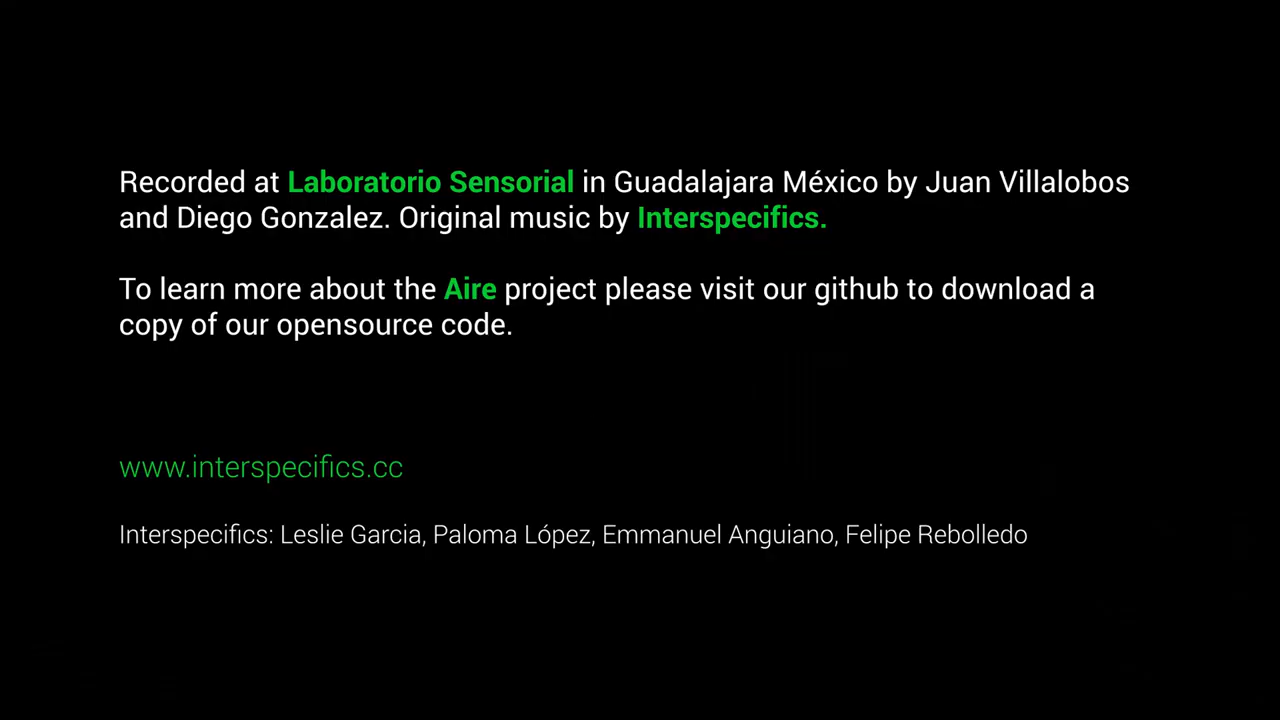 Recorded at Laboratorio Sensorial in Guadalajara México by Juan Villalobos
and Diego Gonzalez. Original music by Interspecifics.
To learn more about the Aire project please visit our github to download a
copy of our opensource code.
www.interspecifics.cc
Interspecifics: Leslie Garcia, Paloma López, Emmanuel Anguiano, Felipe Rebolledo